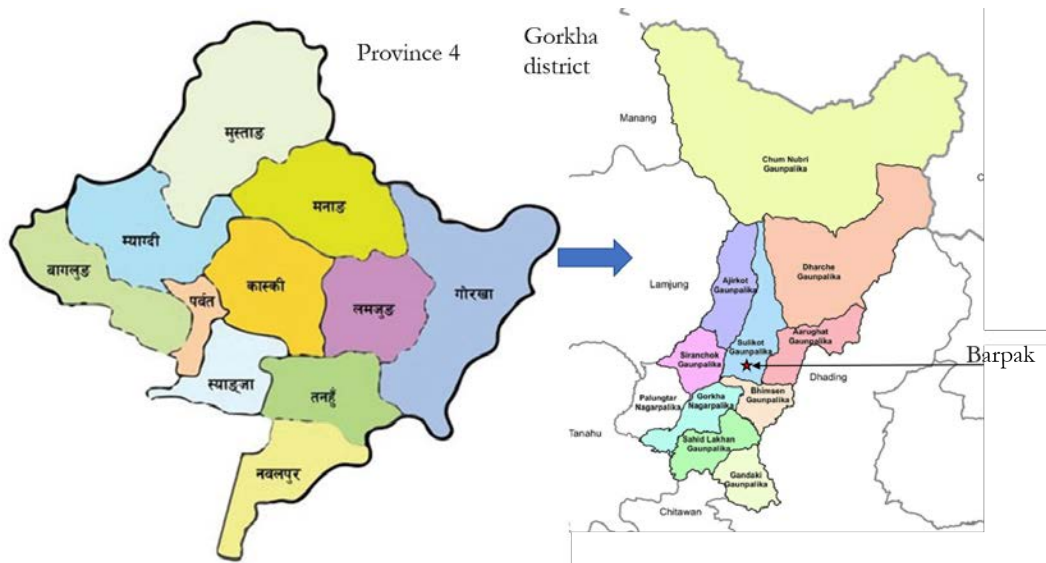 Province 4
Gorkha
district
मुस्ताङ
मनाङ
म्याग्दी
बागलुङ
कास्की
पर्वत
लमजुङ
गोरखा
स्याङ्जा
तनहुँ
नवलपुर
Manang
Chum Nubri
Gaunpalika
Dharche
Gaunpalika
Ajirkot
Gaunpalika
Lamjung
Aarughat
Gaunpalika
Sulikot
Gaunpalika
Siranchok
Gaunpalika
Barpak
Dhading
Bhimsen
Gaunpalika
Palungtar
Nagarpalika
Gorkha
Nagarpalika
Tanahu
Sahid Lakhan
Gaunpalika
Gandaki
Gaunpalika
Chitawan